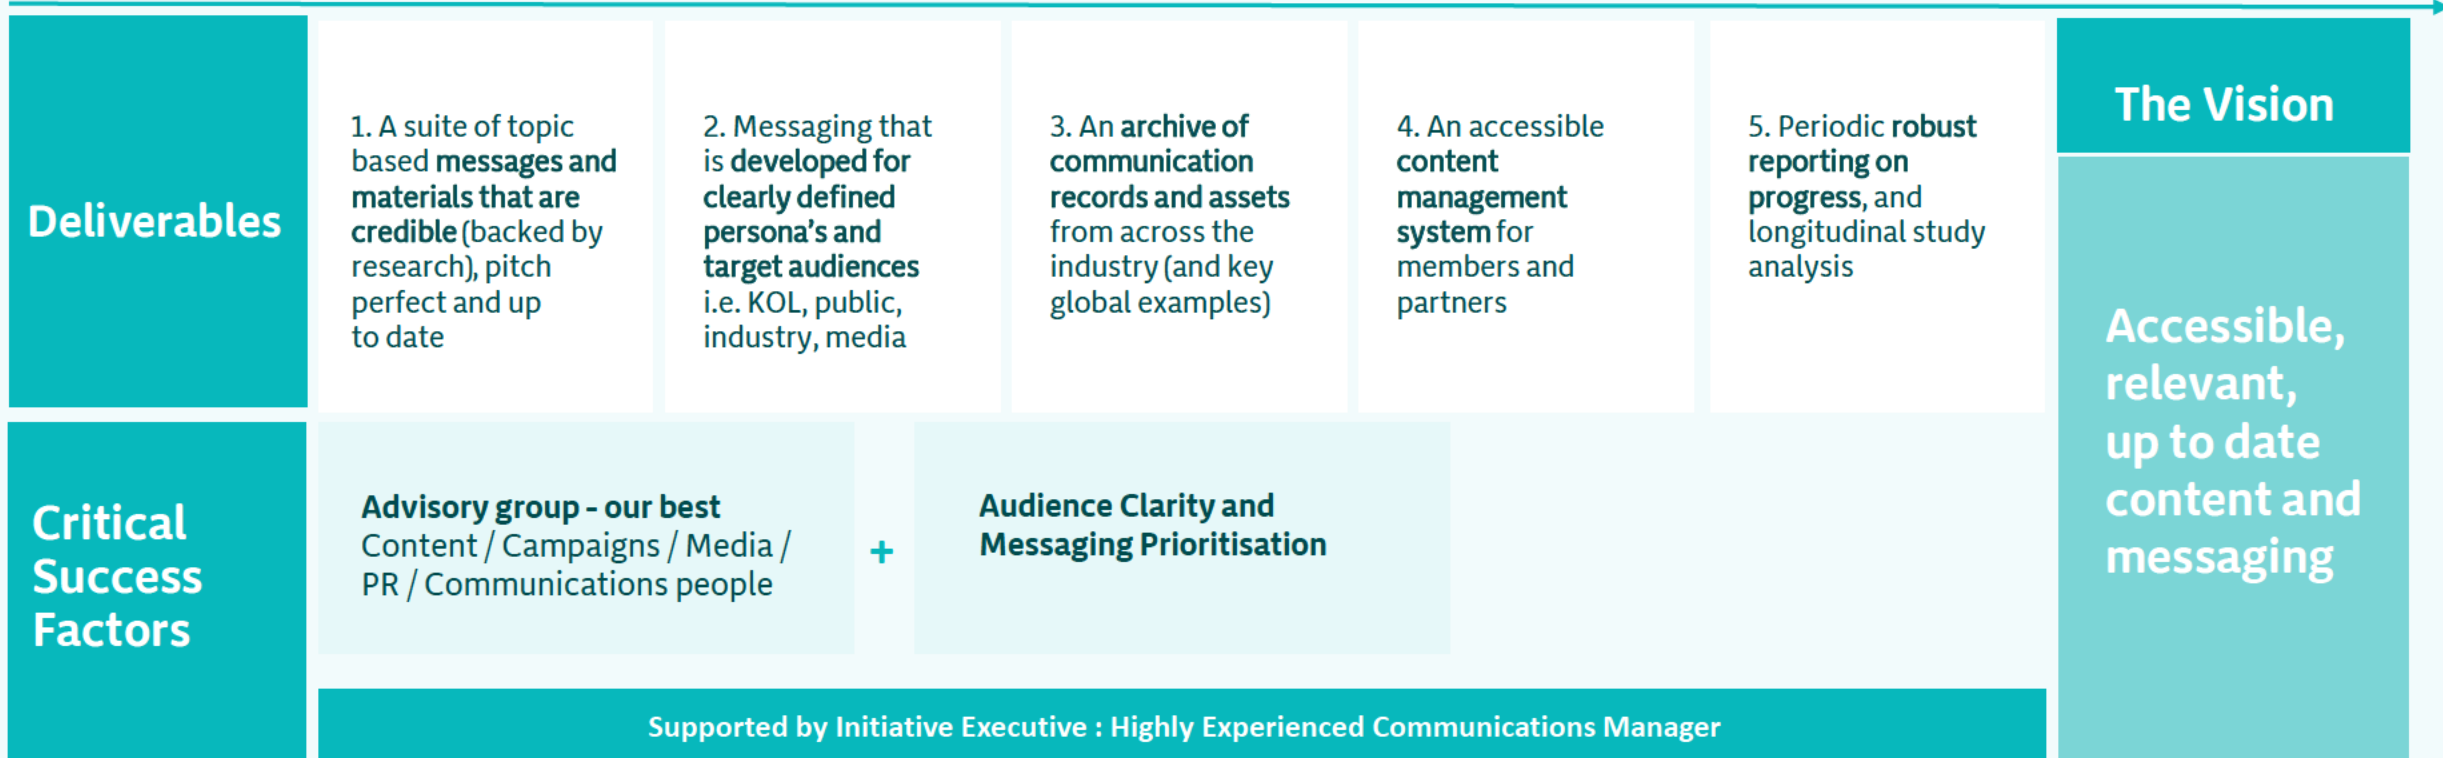 Deliverables
1. A suite of topic
based messages and
materials that are
credible (backed by
research), pitch
perfect and up
to date
2. Messaging that
is developed for
clearly defined
persona's and
target audiences
i.e. KOL, public,
industry, media
3. An archive of
communication
records and assets
from across the
industry (and key
global examples)
4. An accessible
content
management
system for
members and
partners
5. Periodic robust
reporting on
progress, and
longitudinal study
analysis
The Vision
Accessible,
relevant,
up to date
content and
messaging
Critical
Success
Factors
Advisory group - our best
Content / Campaigns / Media /
PR / Communications people
+
Audience Clarity and
Messaging Prioritisation
Supported by Initiative Executive : Highly Experienced Communications Manager